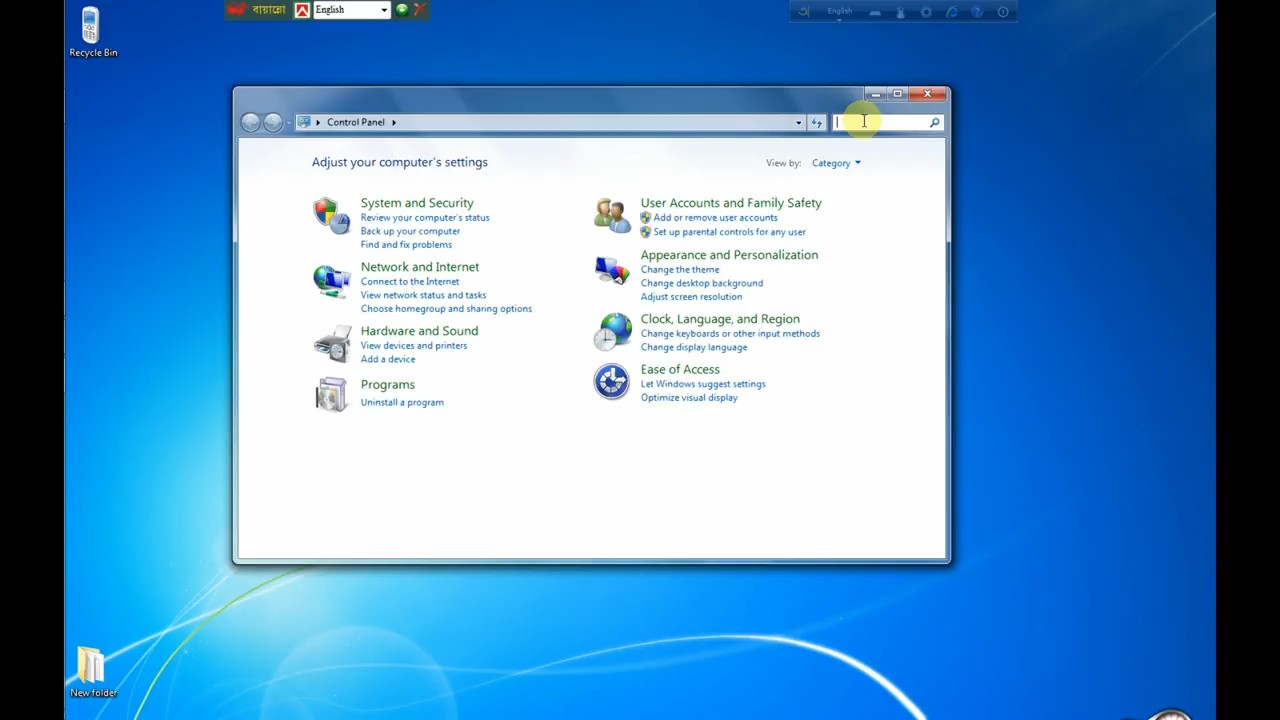 বায়ান্নো
English
English
Recycle Bin
Control Panel
Adjust your computer's settings
View by: Category
System and Security
Review your computer's status
Back up your computer
Find and fix problems
Network and Internet
Connect to the Internet
View network status and tasks
Choose homegroup and sharing options
Hardware and Sound
View devices and printers
Add a device
Programs
Uninstall a program
User Accounts and Family Safety
Add or remove user accounts
Set up parental controls for any user
Appearance and Personalization
Change the theme
Change desktop background
Adjust screen resolution
Clock, Language, and Region
Change keyboards or other input methods
Change display language
Ease of Access
Let Windows suggest settings
Optimize visual display
New folder